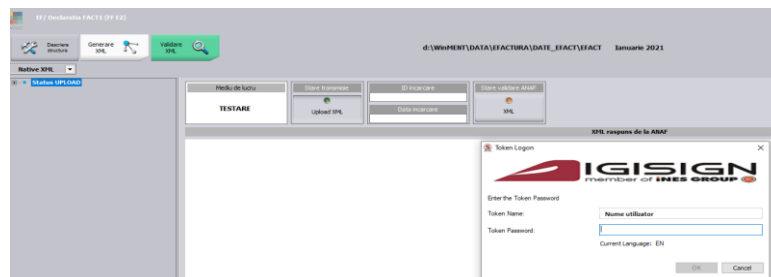 FF/ Declaratia FACT1 (FF EZ)
Descriere structura
Generare XML
Validare XML
d:\WinMENT\DATA\EFACTURA\DATE_EFACT\EFACT Ianuarie 2021
Native XML
Status UPLOAD
Mediu de lucru
TESTARE
Stare transmisie
Upload XML
ID incarcare
Data incarcare
Stare validare ANAF
XML
XML raspuns de la ANAF
Token Logon
IGISIGN
member of iNES GROUP
Enter the Token Password
Token Name: Nume utilizator
Token Password:
Current Language: EN
OK Cancel